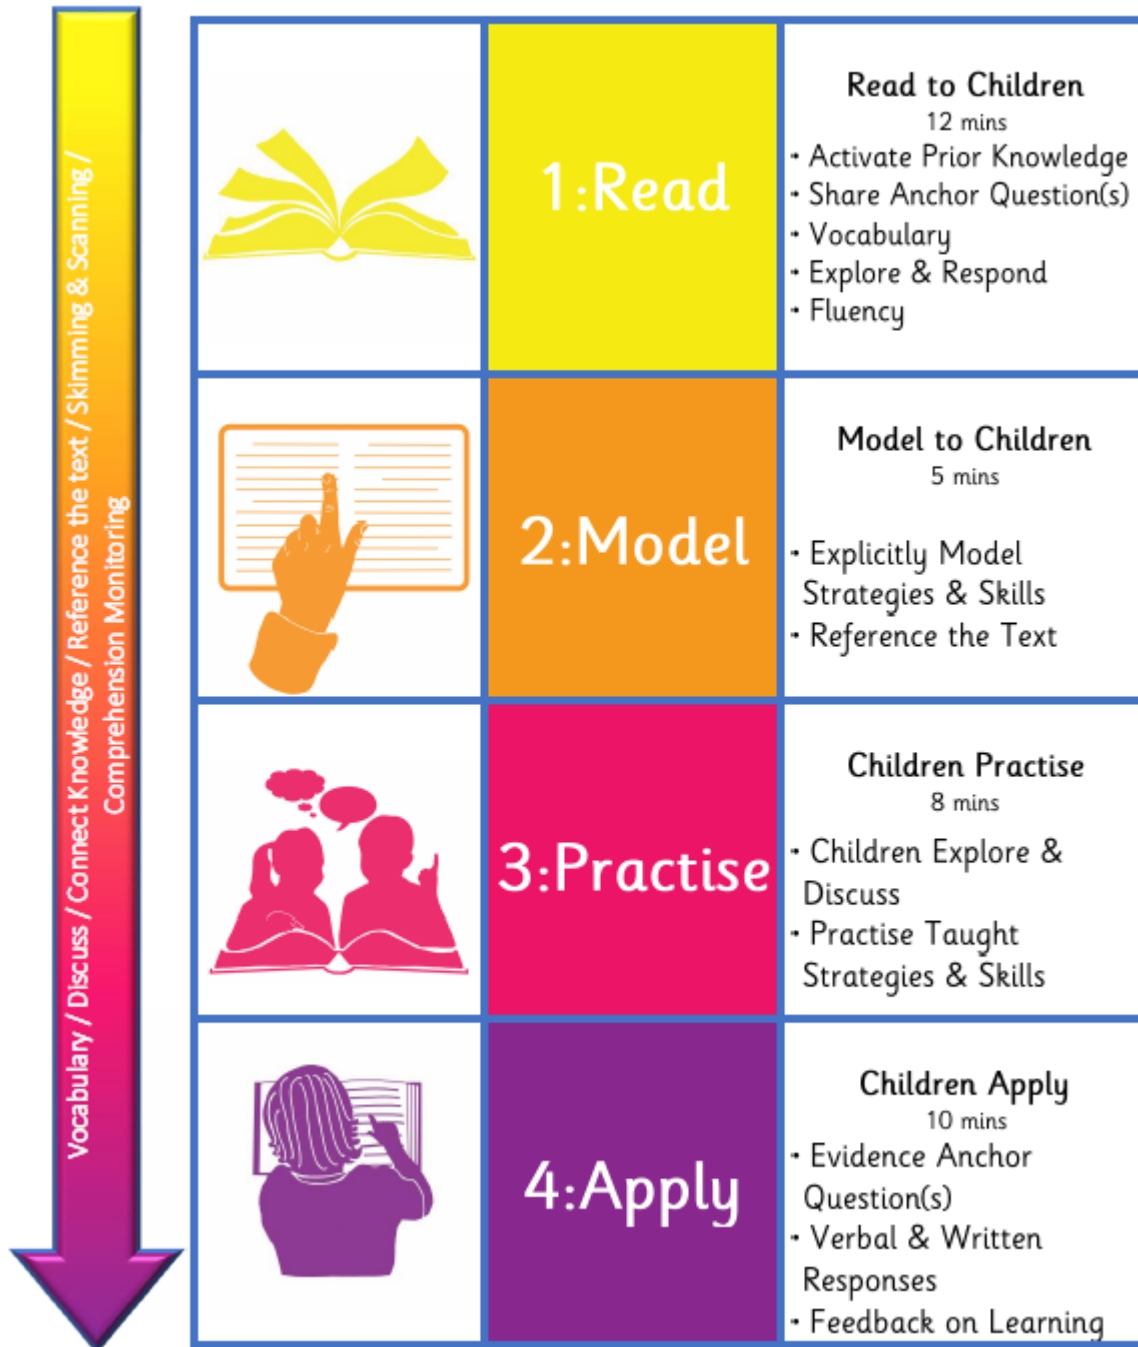 Vocabulary / Discuss / Connect Knowledge / Reference the text / Skimming & Scanning /
Comprehension Monitoring
1:Read
Read to Children
12 mins
• Activate Prior Knowledge
• Share Anchor Question(s)
• Vocabulary
• Explore & Respond
• Fluency
2:Model
Model to Children
5 mins
• Explicitly Model
Strategies & Skills
• Reference the Text
3:Practise
Children Practise
8 mins
• Children Explore &
Discuss
• Practise Taught
Strategies & Skills
4:Apply
Children Apply
10 mins
• Evidence Anchor
Question(s)
• Verbal & Written
Responses
• Feedback on Learning